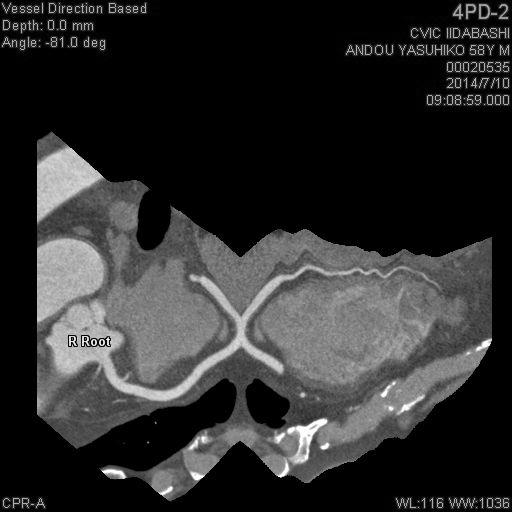 Vessel Direction Based
Depth: 0.0 mm
Angle: -81.0 deg
4PD-2
CVIC IIDABASHI
ANDOU YASUHIKO 58Y M
00020535
2014/7/10
09:08:59.000
R Root
CPR-A
WL:116 WW:1036